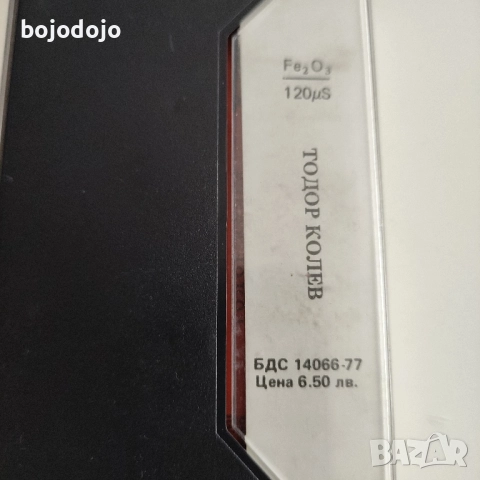 bojodojo
Fe₂O₃
120µS
ТОДОР КОЛЕВ
БДС 14066-77
Цена 6.50 лв.
BAZAR